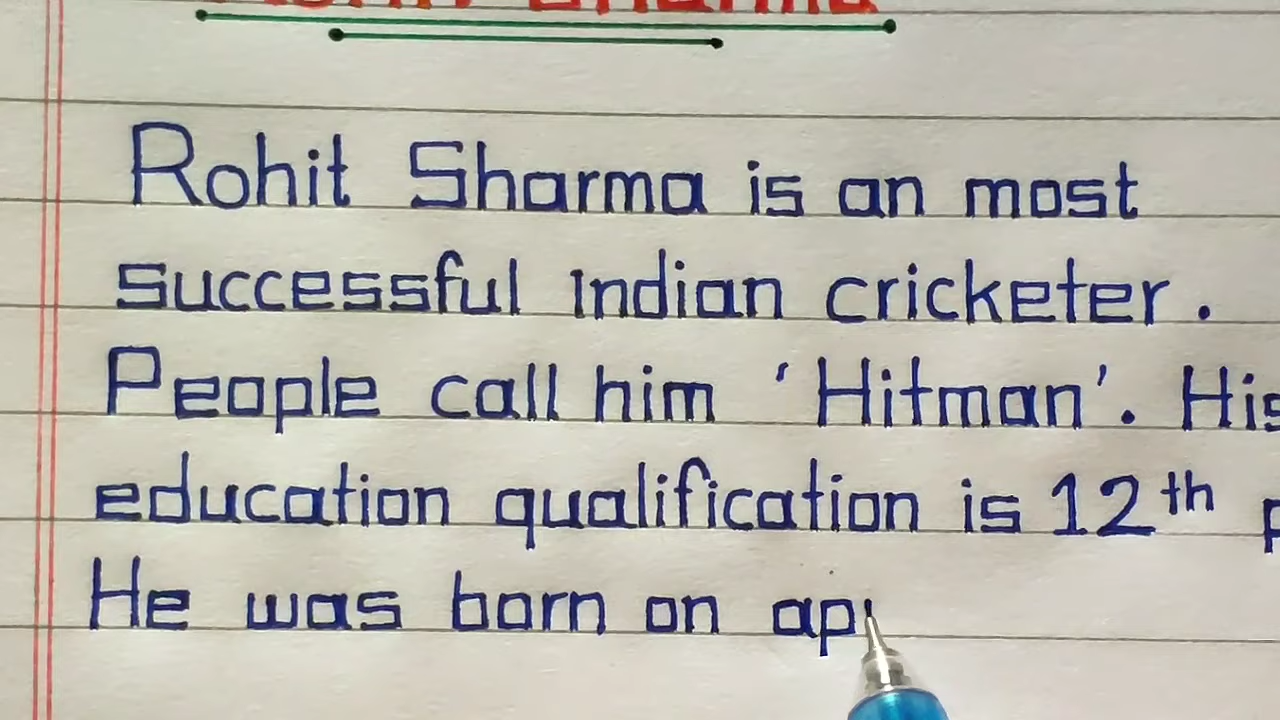 Rohit Sharma is an most
successful Indian cricketer.
People call him 'Hitman'. His
education qualification is 12th
He was born on ap